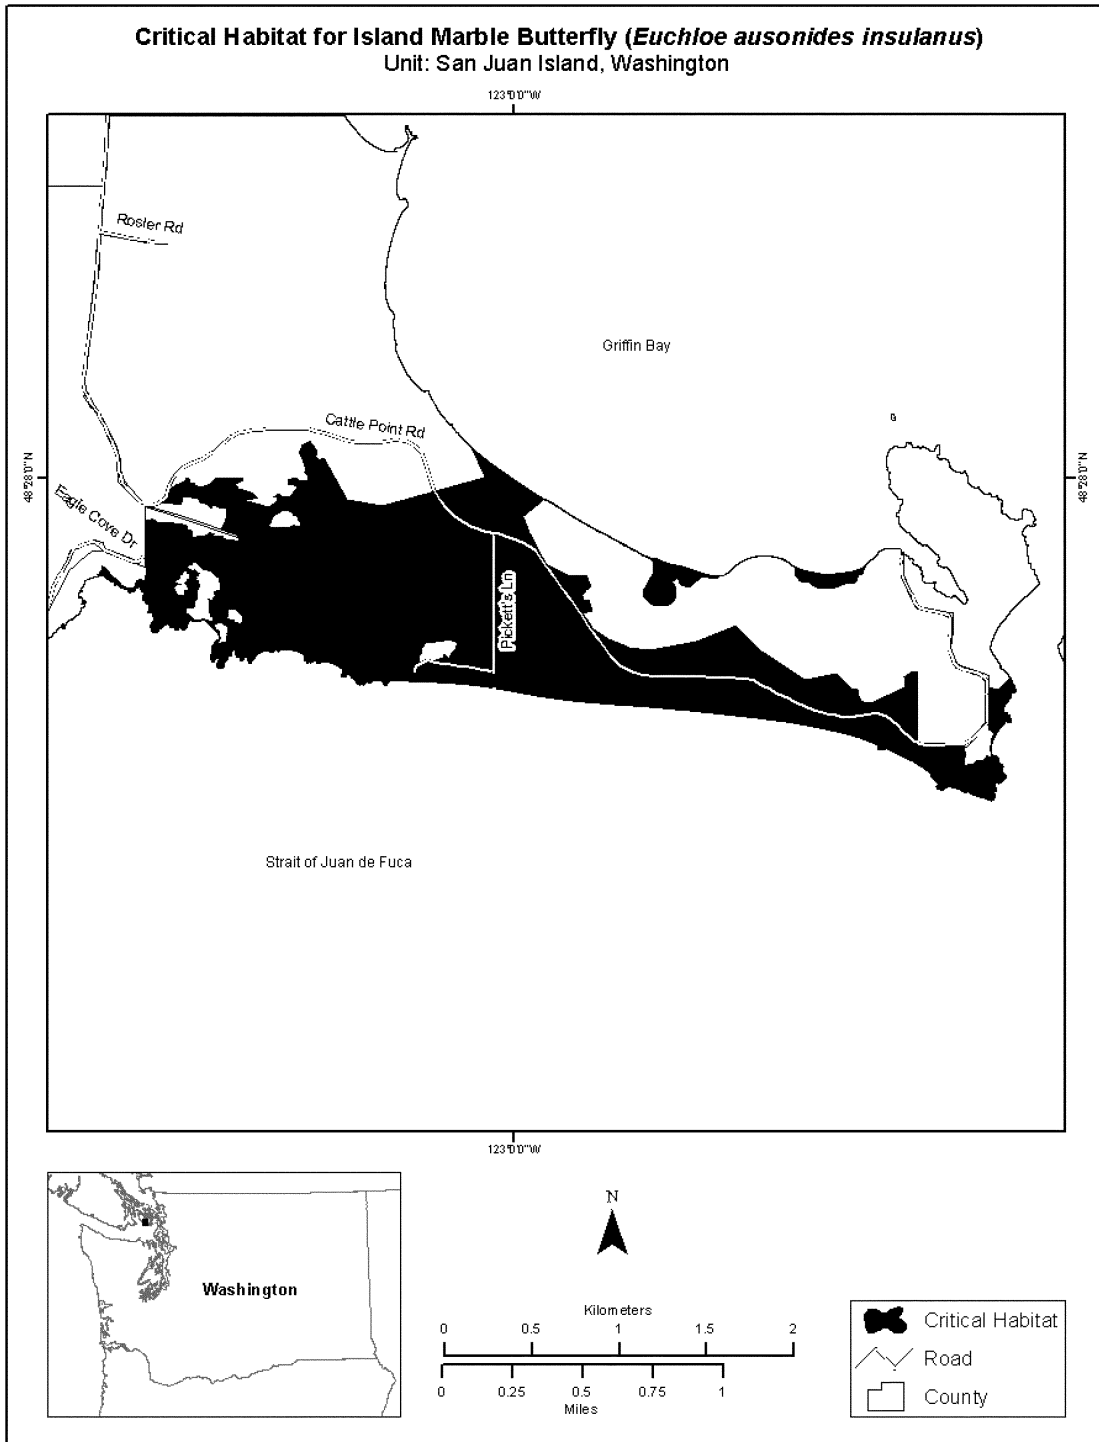 Critical Habitat for Island Marble Butterfly (Euchloe ausonides insulanus)
Unit: San Juan Island, Washington
123°0'0"W
Rosler Rd
Griffin Bay
Cattle Point Rd
48°28'0"N
48°28'0"N
Eagle Cove Dr
Pickett's Ln
Strait of Juan de Fuca
123°0'0"W
Washington
N
Kilometers
0 0.5 1 1.5 2
0 0.25 0.5 0.75 1
Miles
Critical Habitat
Road
County